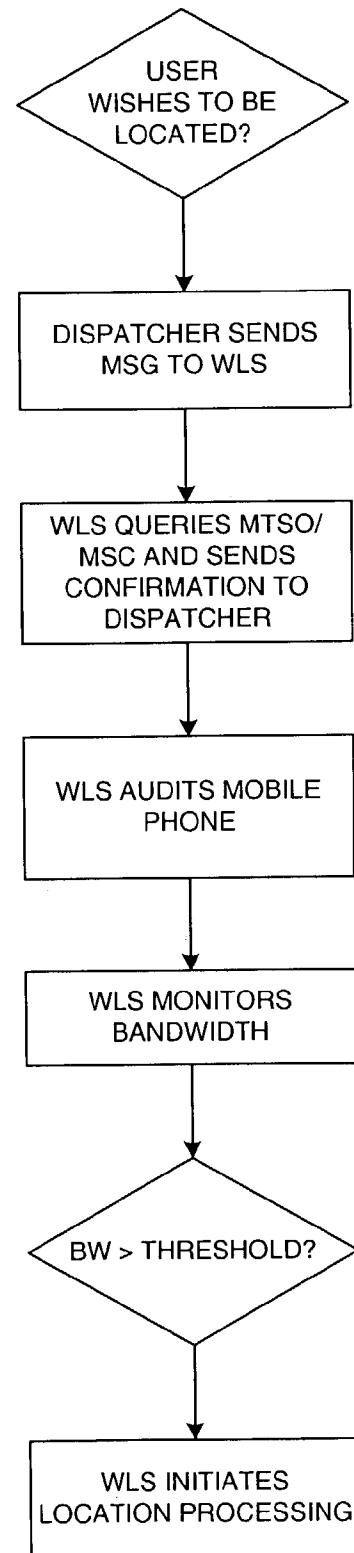 USER
WISHES TO BE
LOCATED?
DISPATCHER SENDS
MSG TO WLS
WLS QUERIES MTSO/
MSC AND SENDS
CONFIRMATION TO
DISPATCHER
WLS AUDITS MOBILE
PHONE
WLS MONITORS
BANDWIDTH
BW > THRESHOLD?
WLS INITIATES
LOCATION PROCESSING